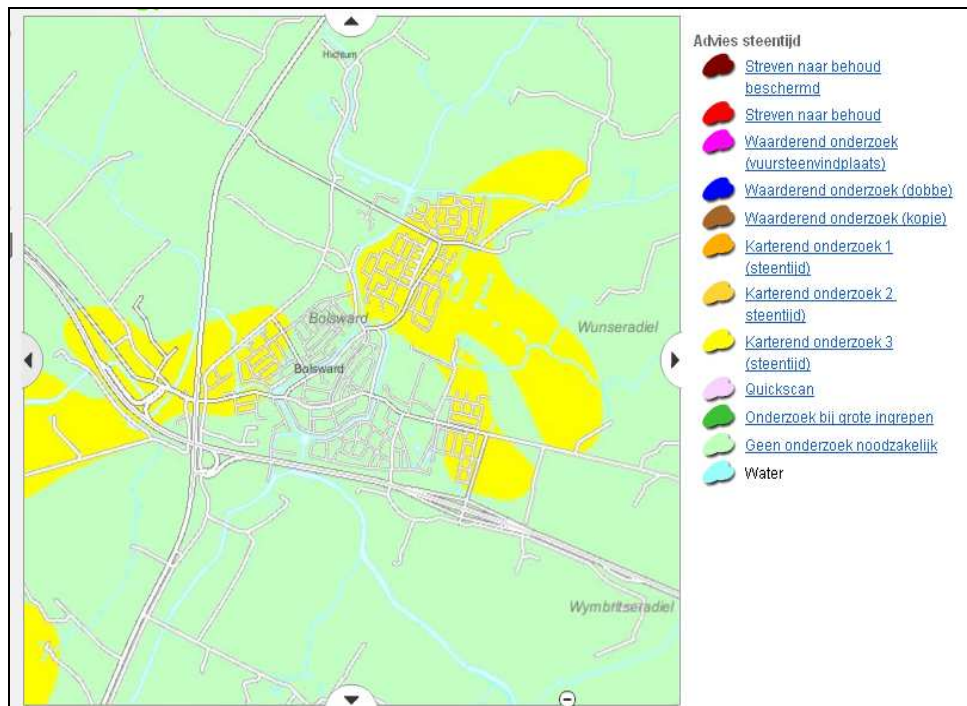 Hichtum
Bolsward
Bolsward
Wunseradiel
Wymbritseradiel
Advies steentijd
Streven naar behoud
beschermd
Streven naar behoud
Waarderend onderzoek
(vuursteenvindplaats)
Waarderend onderzoek (dobbe)
Waarderend onderzoek (kopje)
Karterend onderzoek 1
(steentijd)
Karterend onderzoek 2
steentijd)
Karterend onderzoek 3
(steentijd)
Quickscan
Onderzoek bij grote ingrepen
Geen onderzoek noodzakelijk
Water